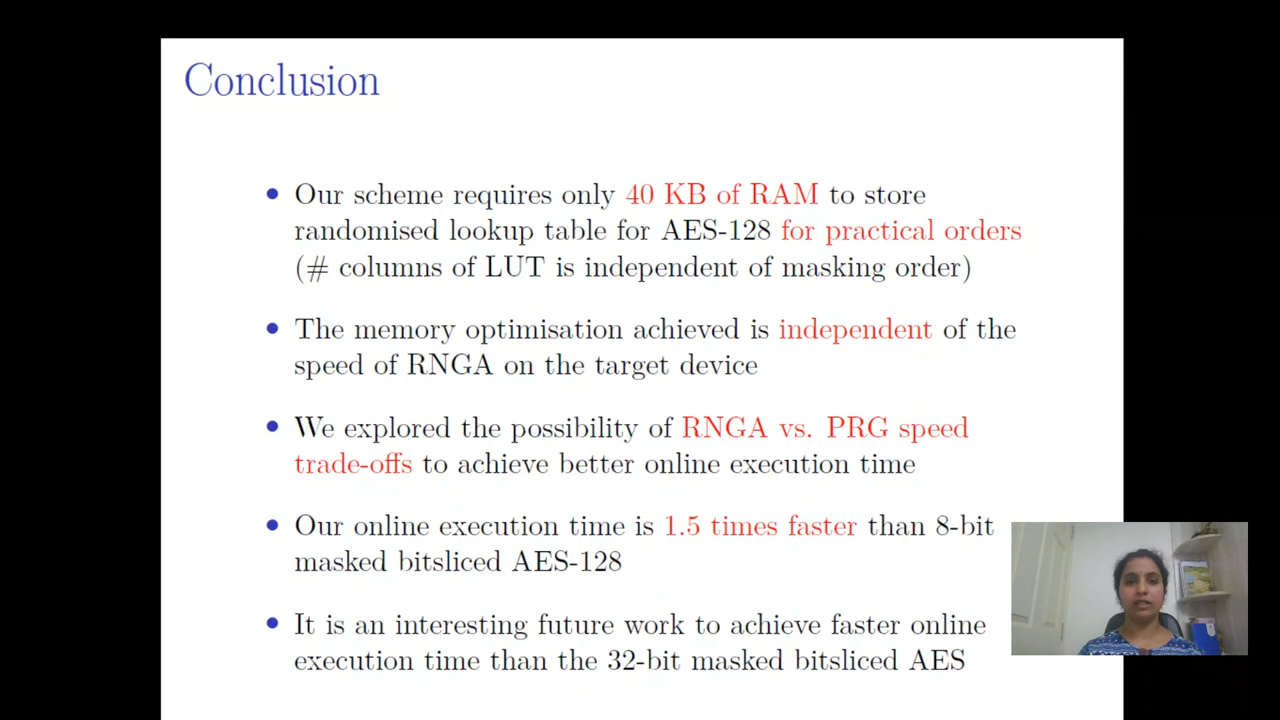 Conclusion
• Our scheme requires only 40 KB of RAM to store
randomised lookup table for AES-128 for practical orders
(# columns of LUT is independent of masking order)
• The memory optimisation achieved is independent of the
speed of RNGA on the target device
• We explored the possibility of RNGA vs. PRG speed
trade-offs to achieve better online execution time
• Our online execution time is 1.5 times faster than 8-bit
masked bitsliced AES-128
• It is an interesting future work to achieve faster online
execution time than the 32-bit masked bitsliced AES